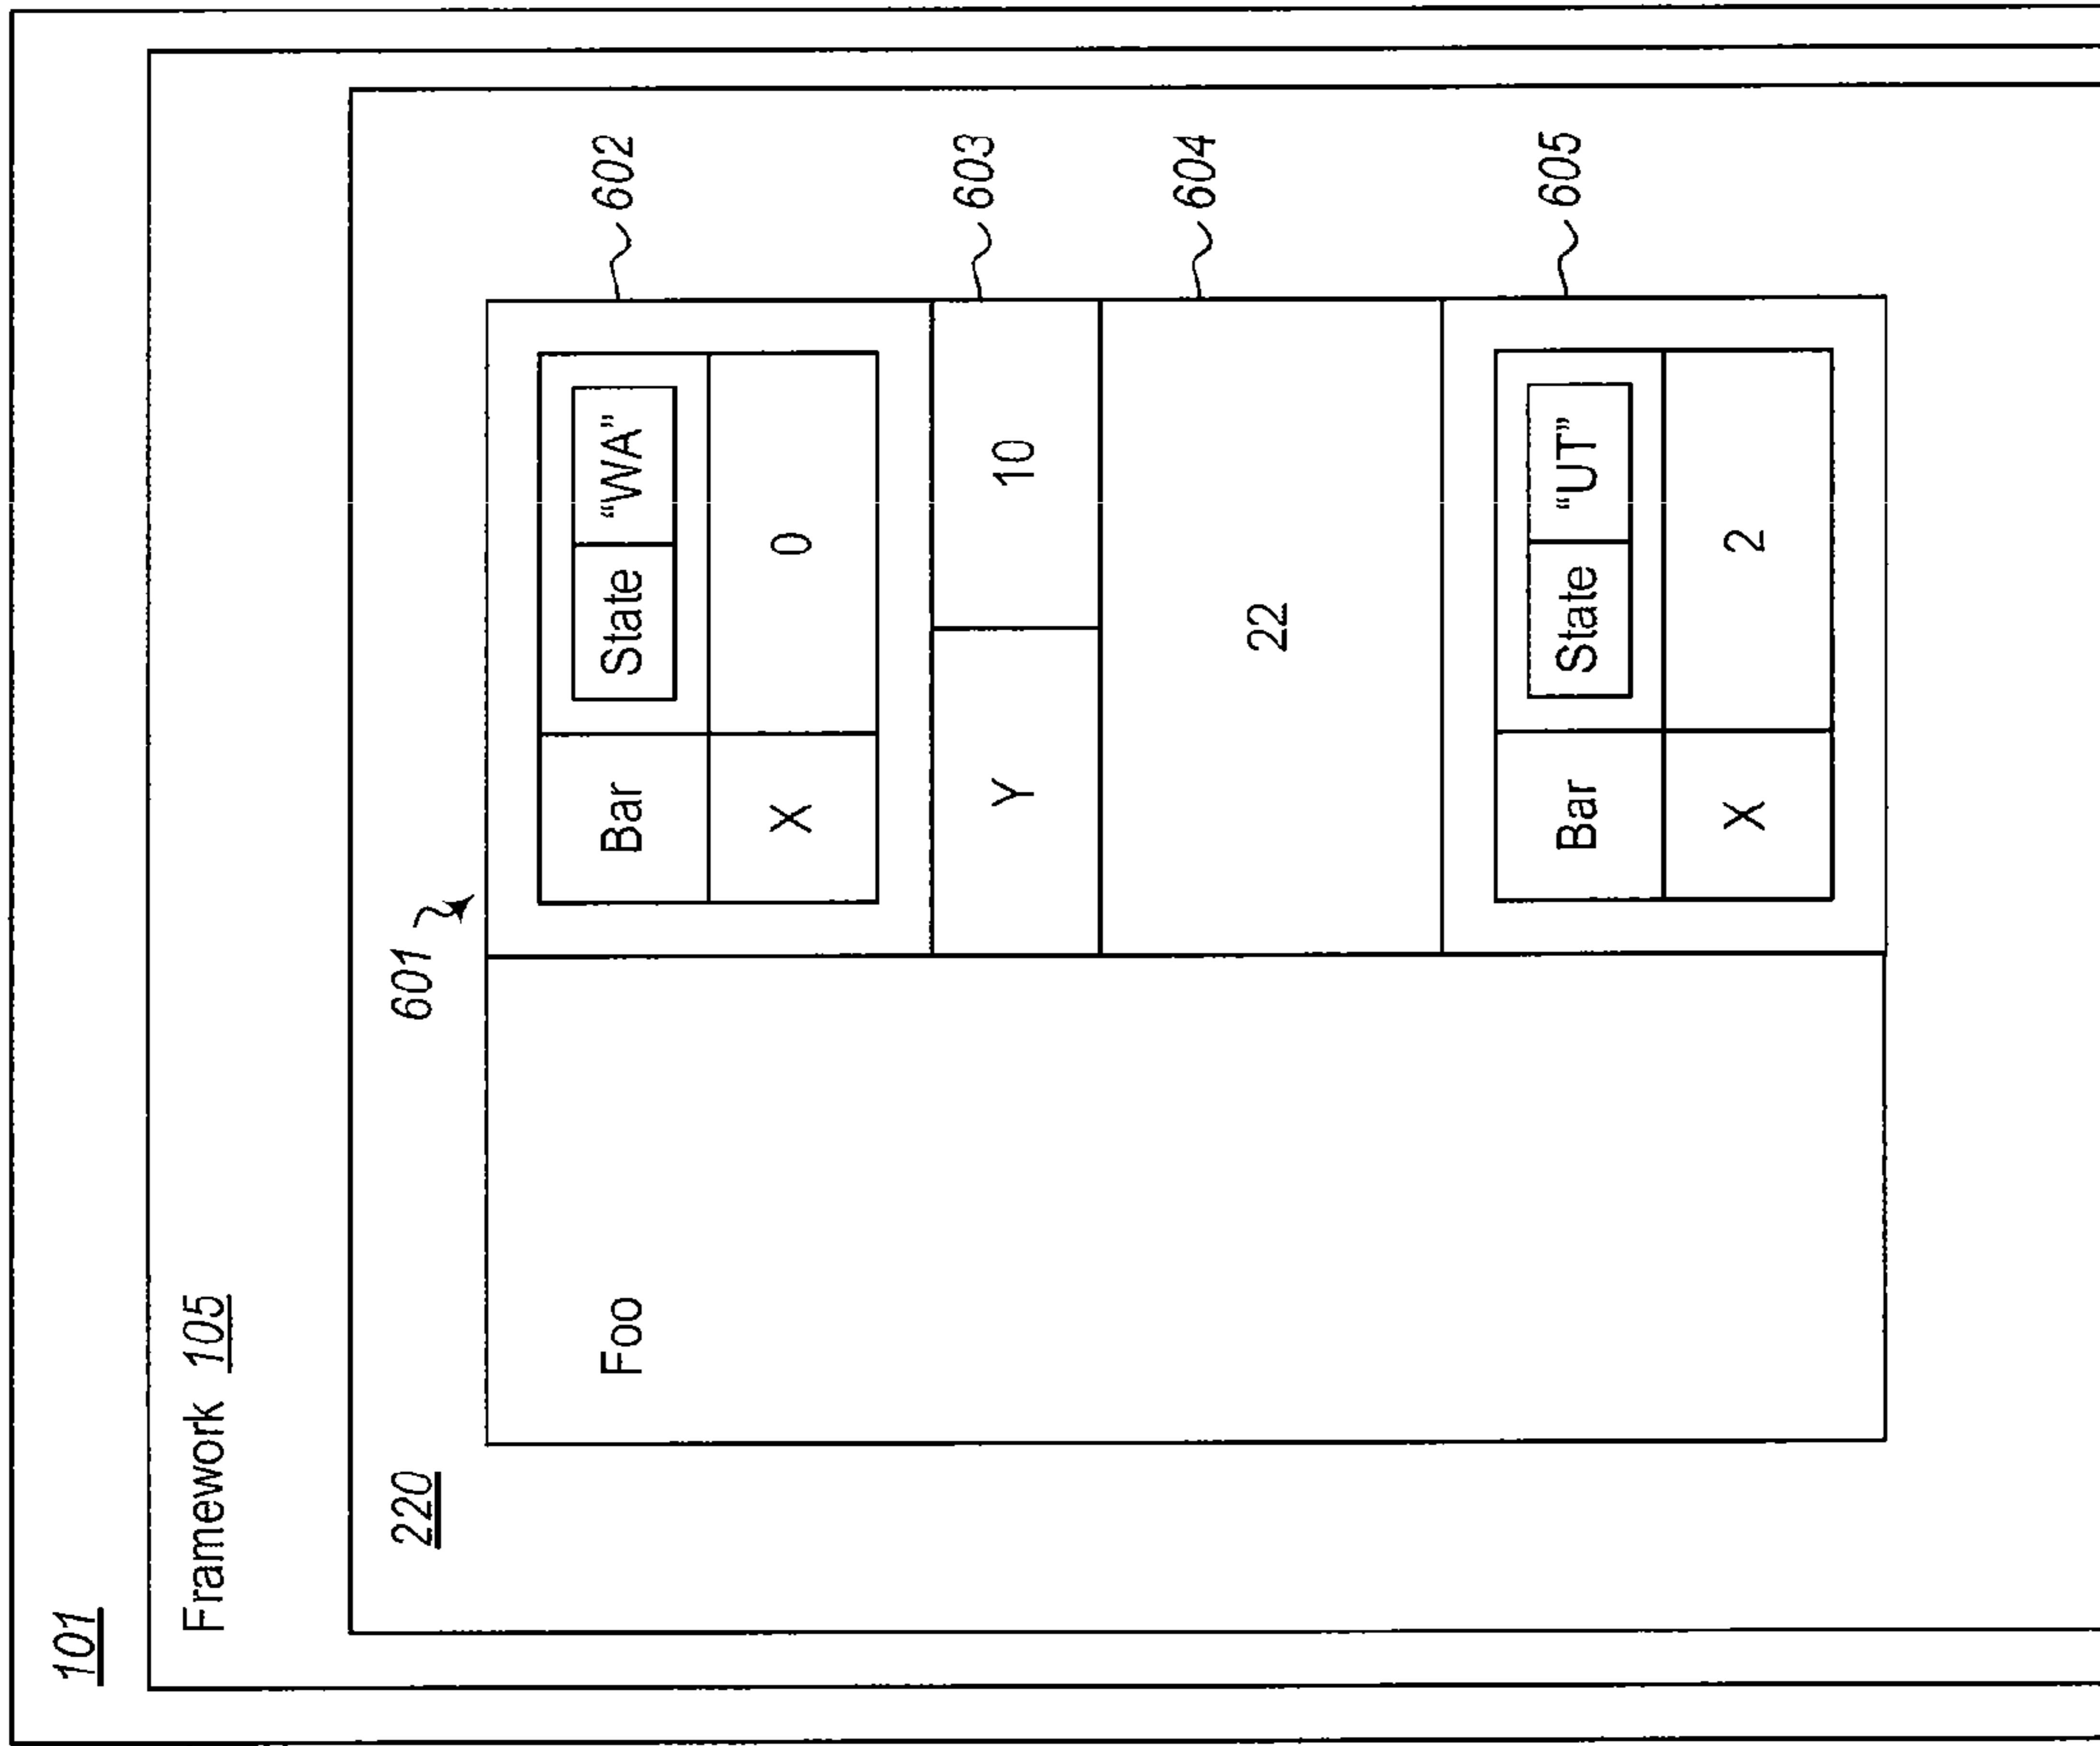 101
Framework 105
220
601
Foo
Bar
State
“WA”
602
X
0
Y
10
603
22
604
Bar
State
“UT”
605
X
2